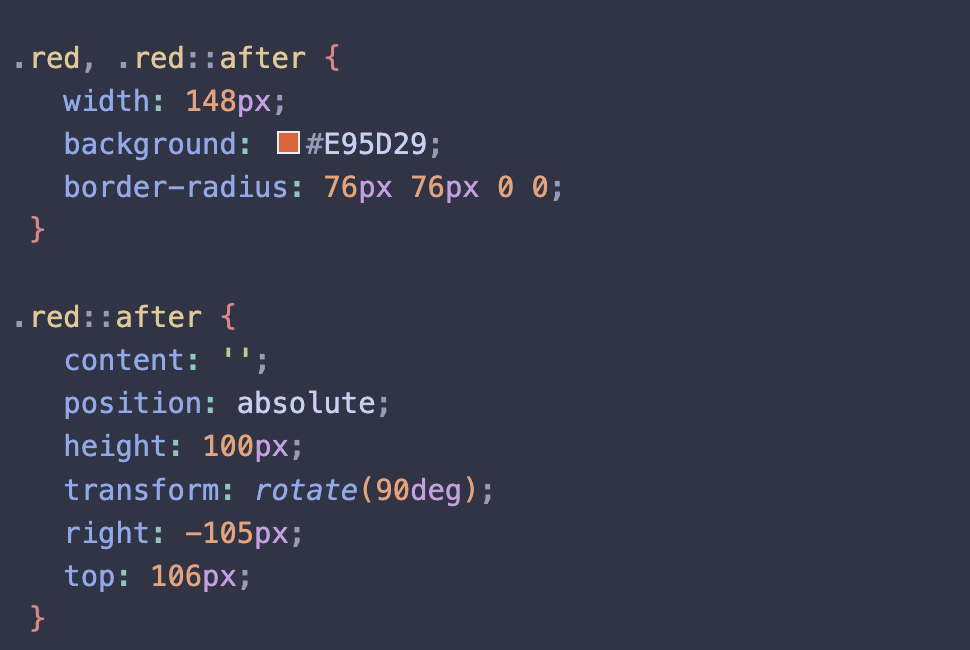 .red, .red::after {
width: 148px;
background: #E95D29;
border-radius: 76px 76px 0 0;
}
.red::after {
content: '';
position: absolute;
height: 100px;
transform: rotate(90deg);
right: -105px;
top: 106px;
}